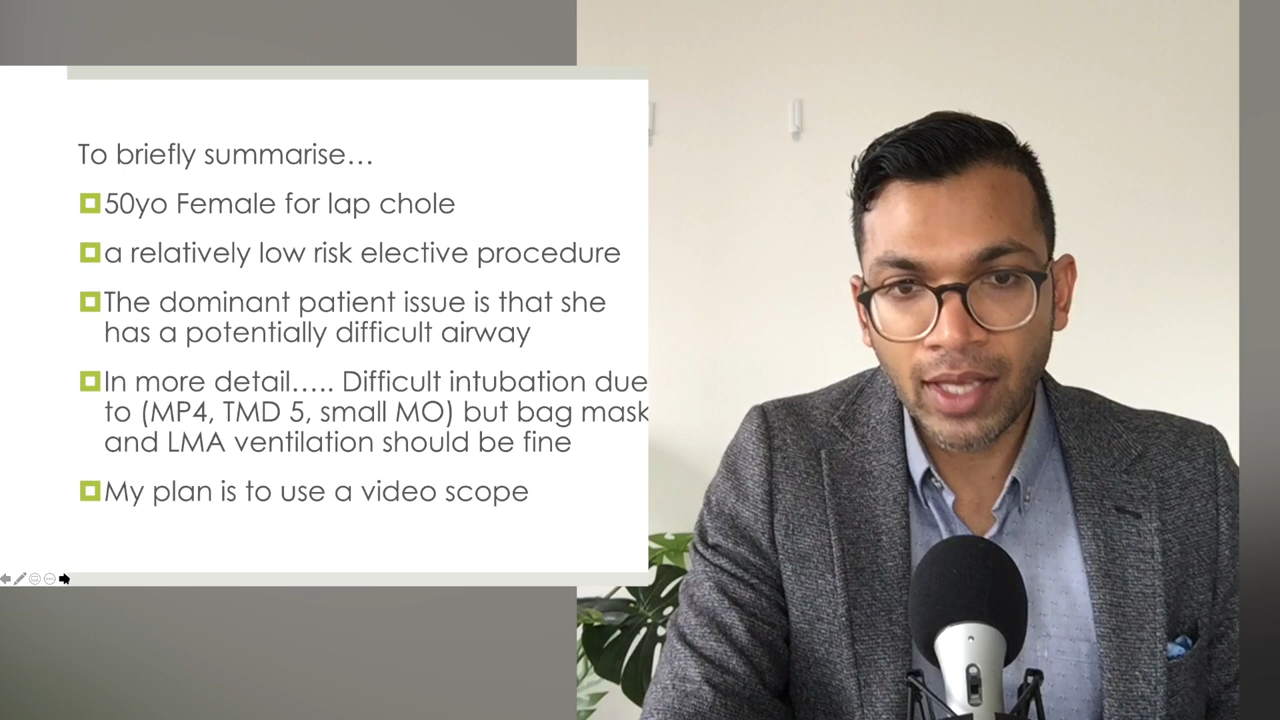 To briefly summarise…
50yo Female for lap chole
a relatively low risk elective procedure
The dominant patient issue is that she
has a potentially difficult airway
In more detail….. Difficult intubation due
to (MP4, TMD 5, small MO) but bag mask
and LMA ventilation should be fine
My plan is to use a video scope